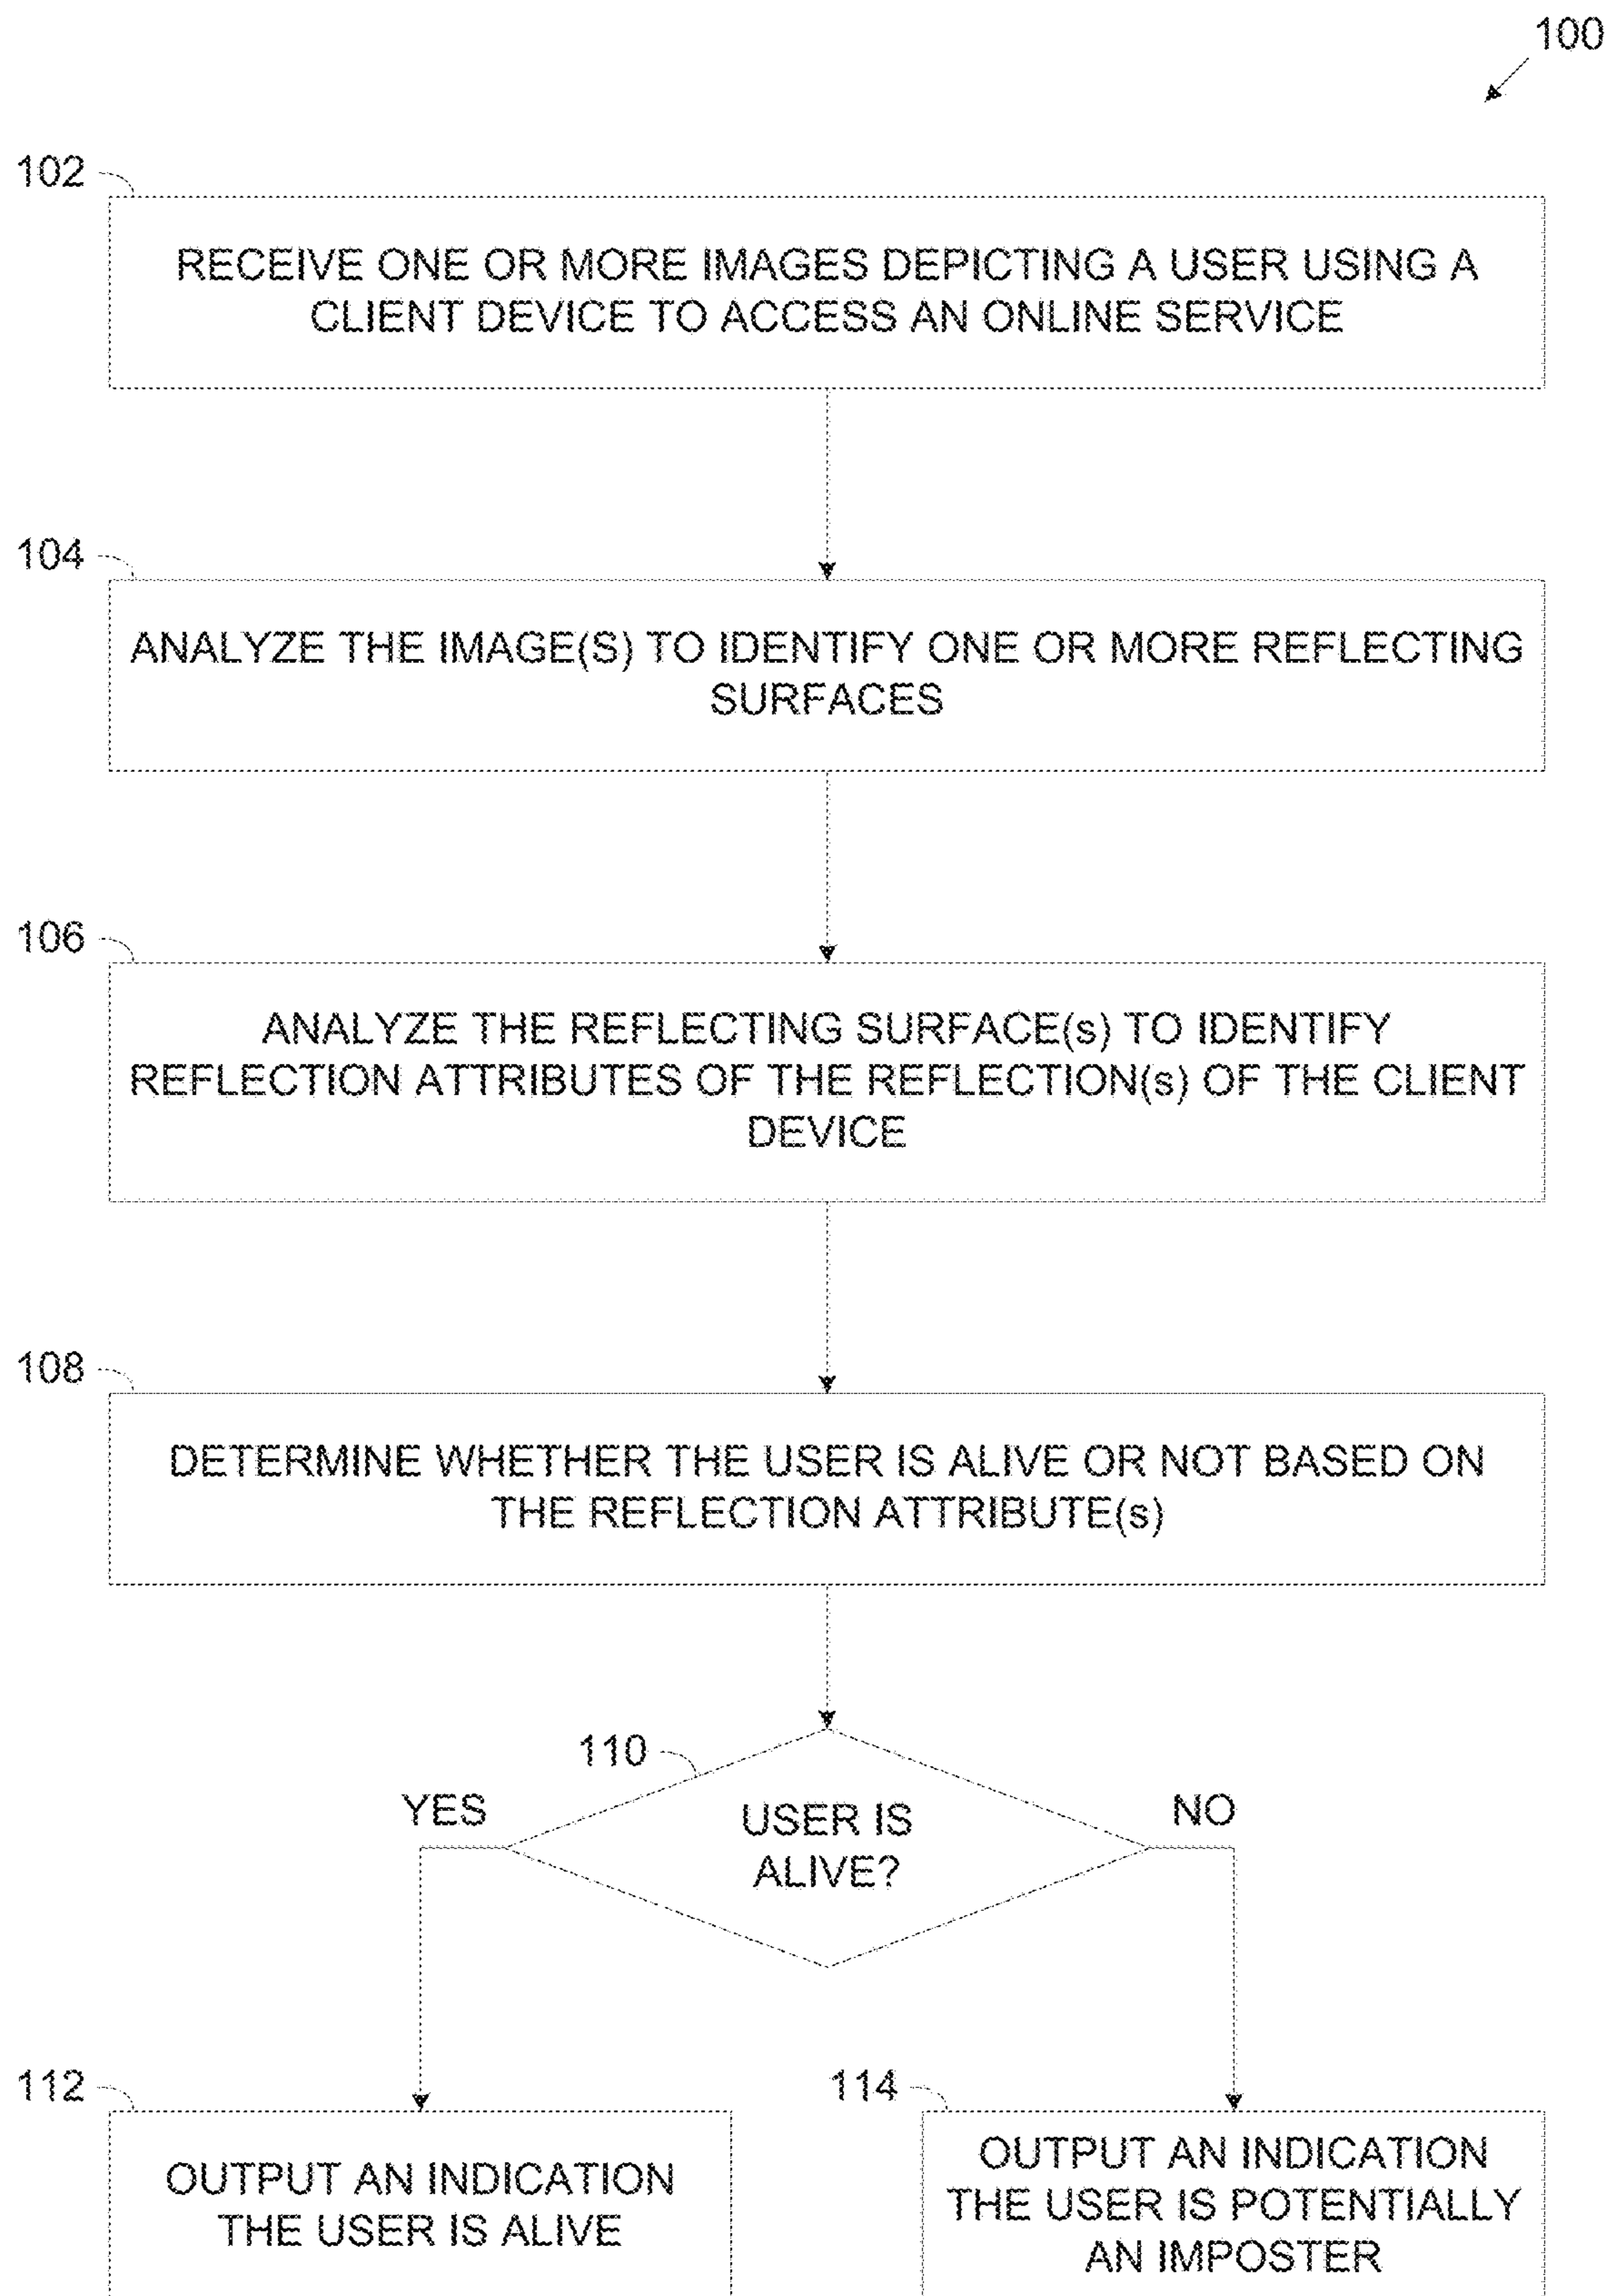 100
102
RECEIVE ONE OR MORE IMAGES DEPICTING A USER USING A
CLIENT DEVICE TO ACCESS AN ONLINE SERVICE
104
ANALYZE THE IMAGE(S) TO IDENTIFY ONE OR MORE REFLECTING
SURFACES
106
ANALYZE THE REFLECTING SURFACE(s) TO IDENTIFY
REFLECTION ATTRIBUTES OF THE REFLECTION(s) OF THE CLIENT
DEVICE
108
DETERMINE WHETHER THE USER IS ALIVE OR NOT BASED ON
THE REFLECTION ATTRIBUTE(s)
110
YES
USER IS
ALIVE?
NO
112
OUTPUT AN INDICATION
THE USER IS ALIVE
114
OUTPUT AN INDICATION
THE USER IS POTENTIALLY
AN IMPOSTER